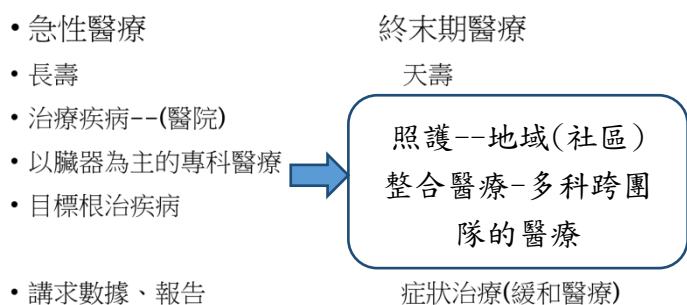 • 急性醫療 終末期醫療
• 長壽 天壽
• 治療疾病--(醫院)
照護--地域(社區)
• 以臟器為主的專科醫療
整合醫療-多科跨團
• 目標根治疾病
隊的醫療
• 講求數據、報告 症狀治療(緩和醫療)